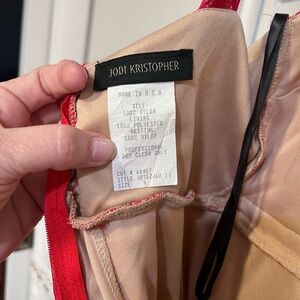 JODI KRISTOPHER
MADE IN U.S.A
SELF
100% NYLON
LINING
100% POLYESTER
NETTING:
100% NYLON
PROFESSIONAL
DRY CLEAN ONLY
CUT #
STYLE
SIZE